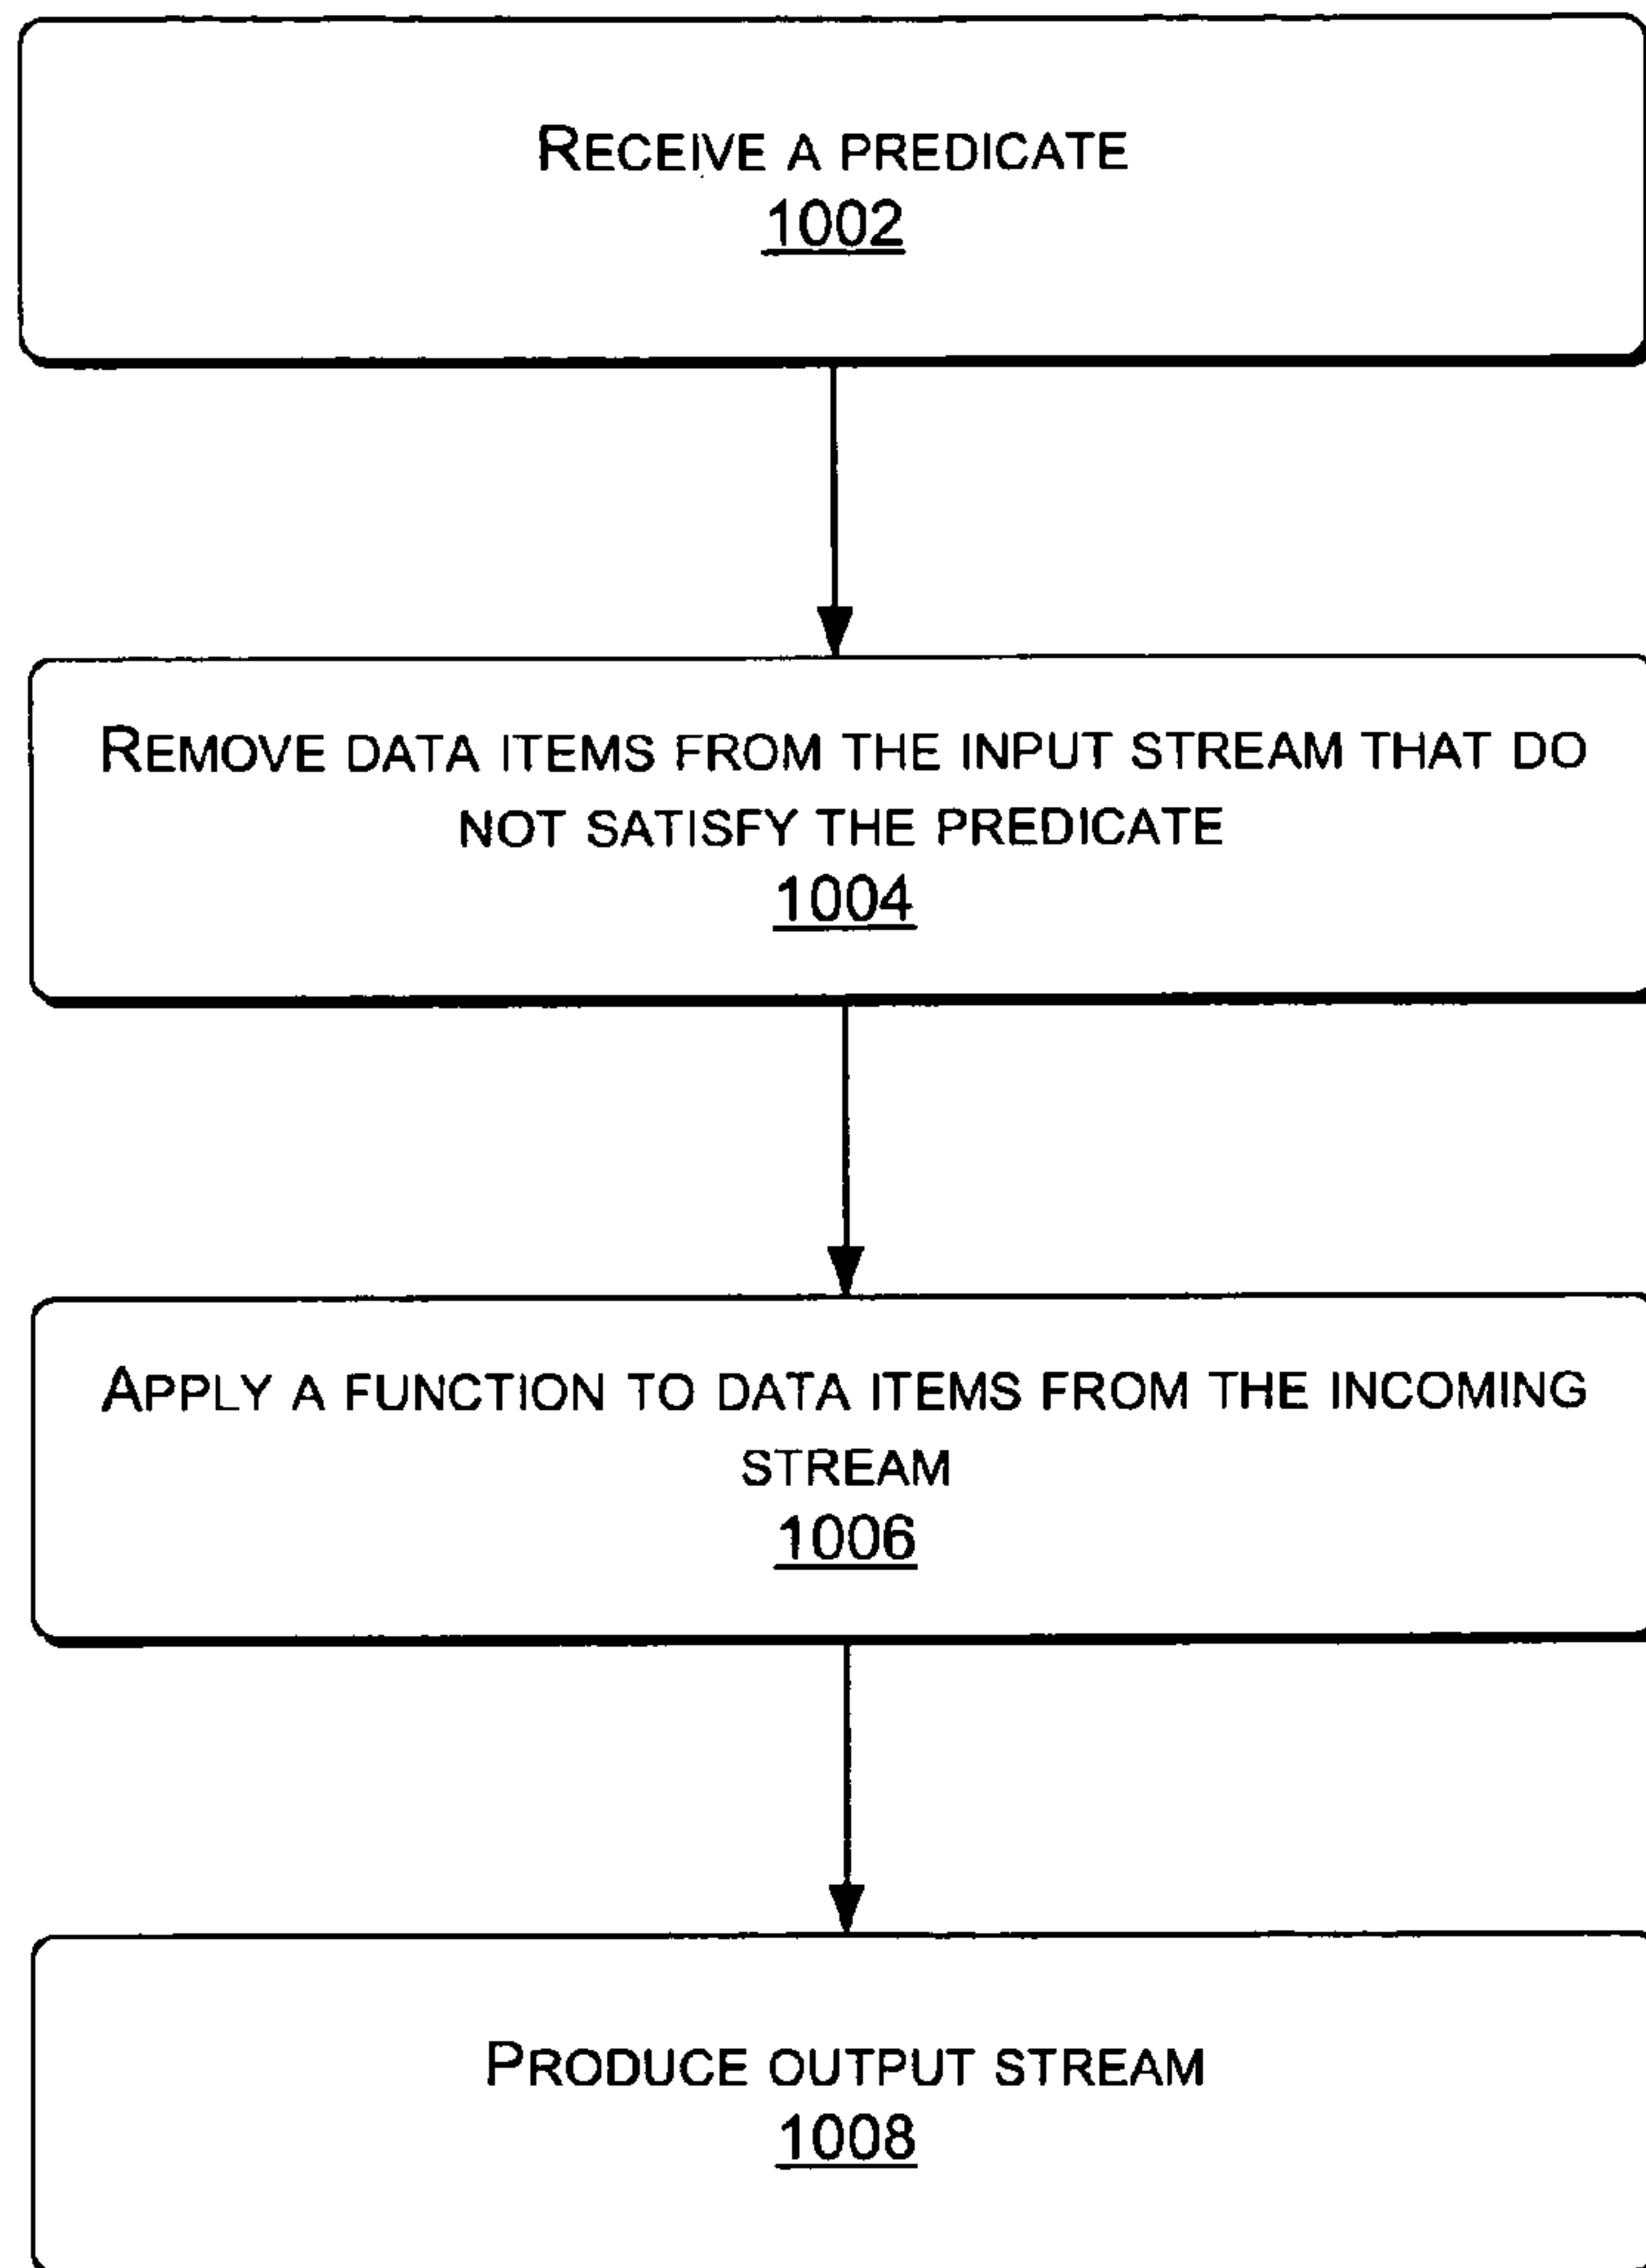 RECEIVE A PREDICATE
1002
REMOVE DATA ITEMS FROM THE INPUT STREAM THAT DO
NOT SATISFY THE PREDICATE
1004
APPLY A FUNCTION TO DATA ITEMS FROM THE INCOMING
STREAM
1006
PRODUCE OUTPUT STREAM
1008